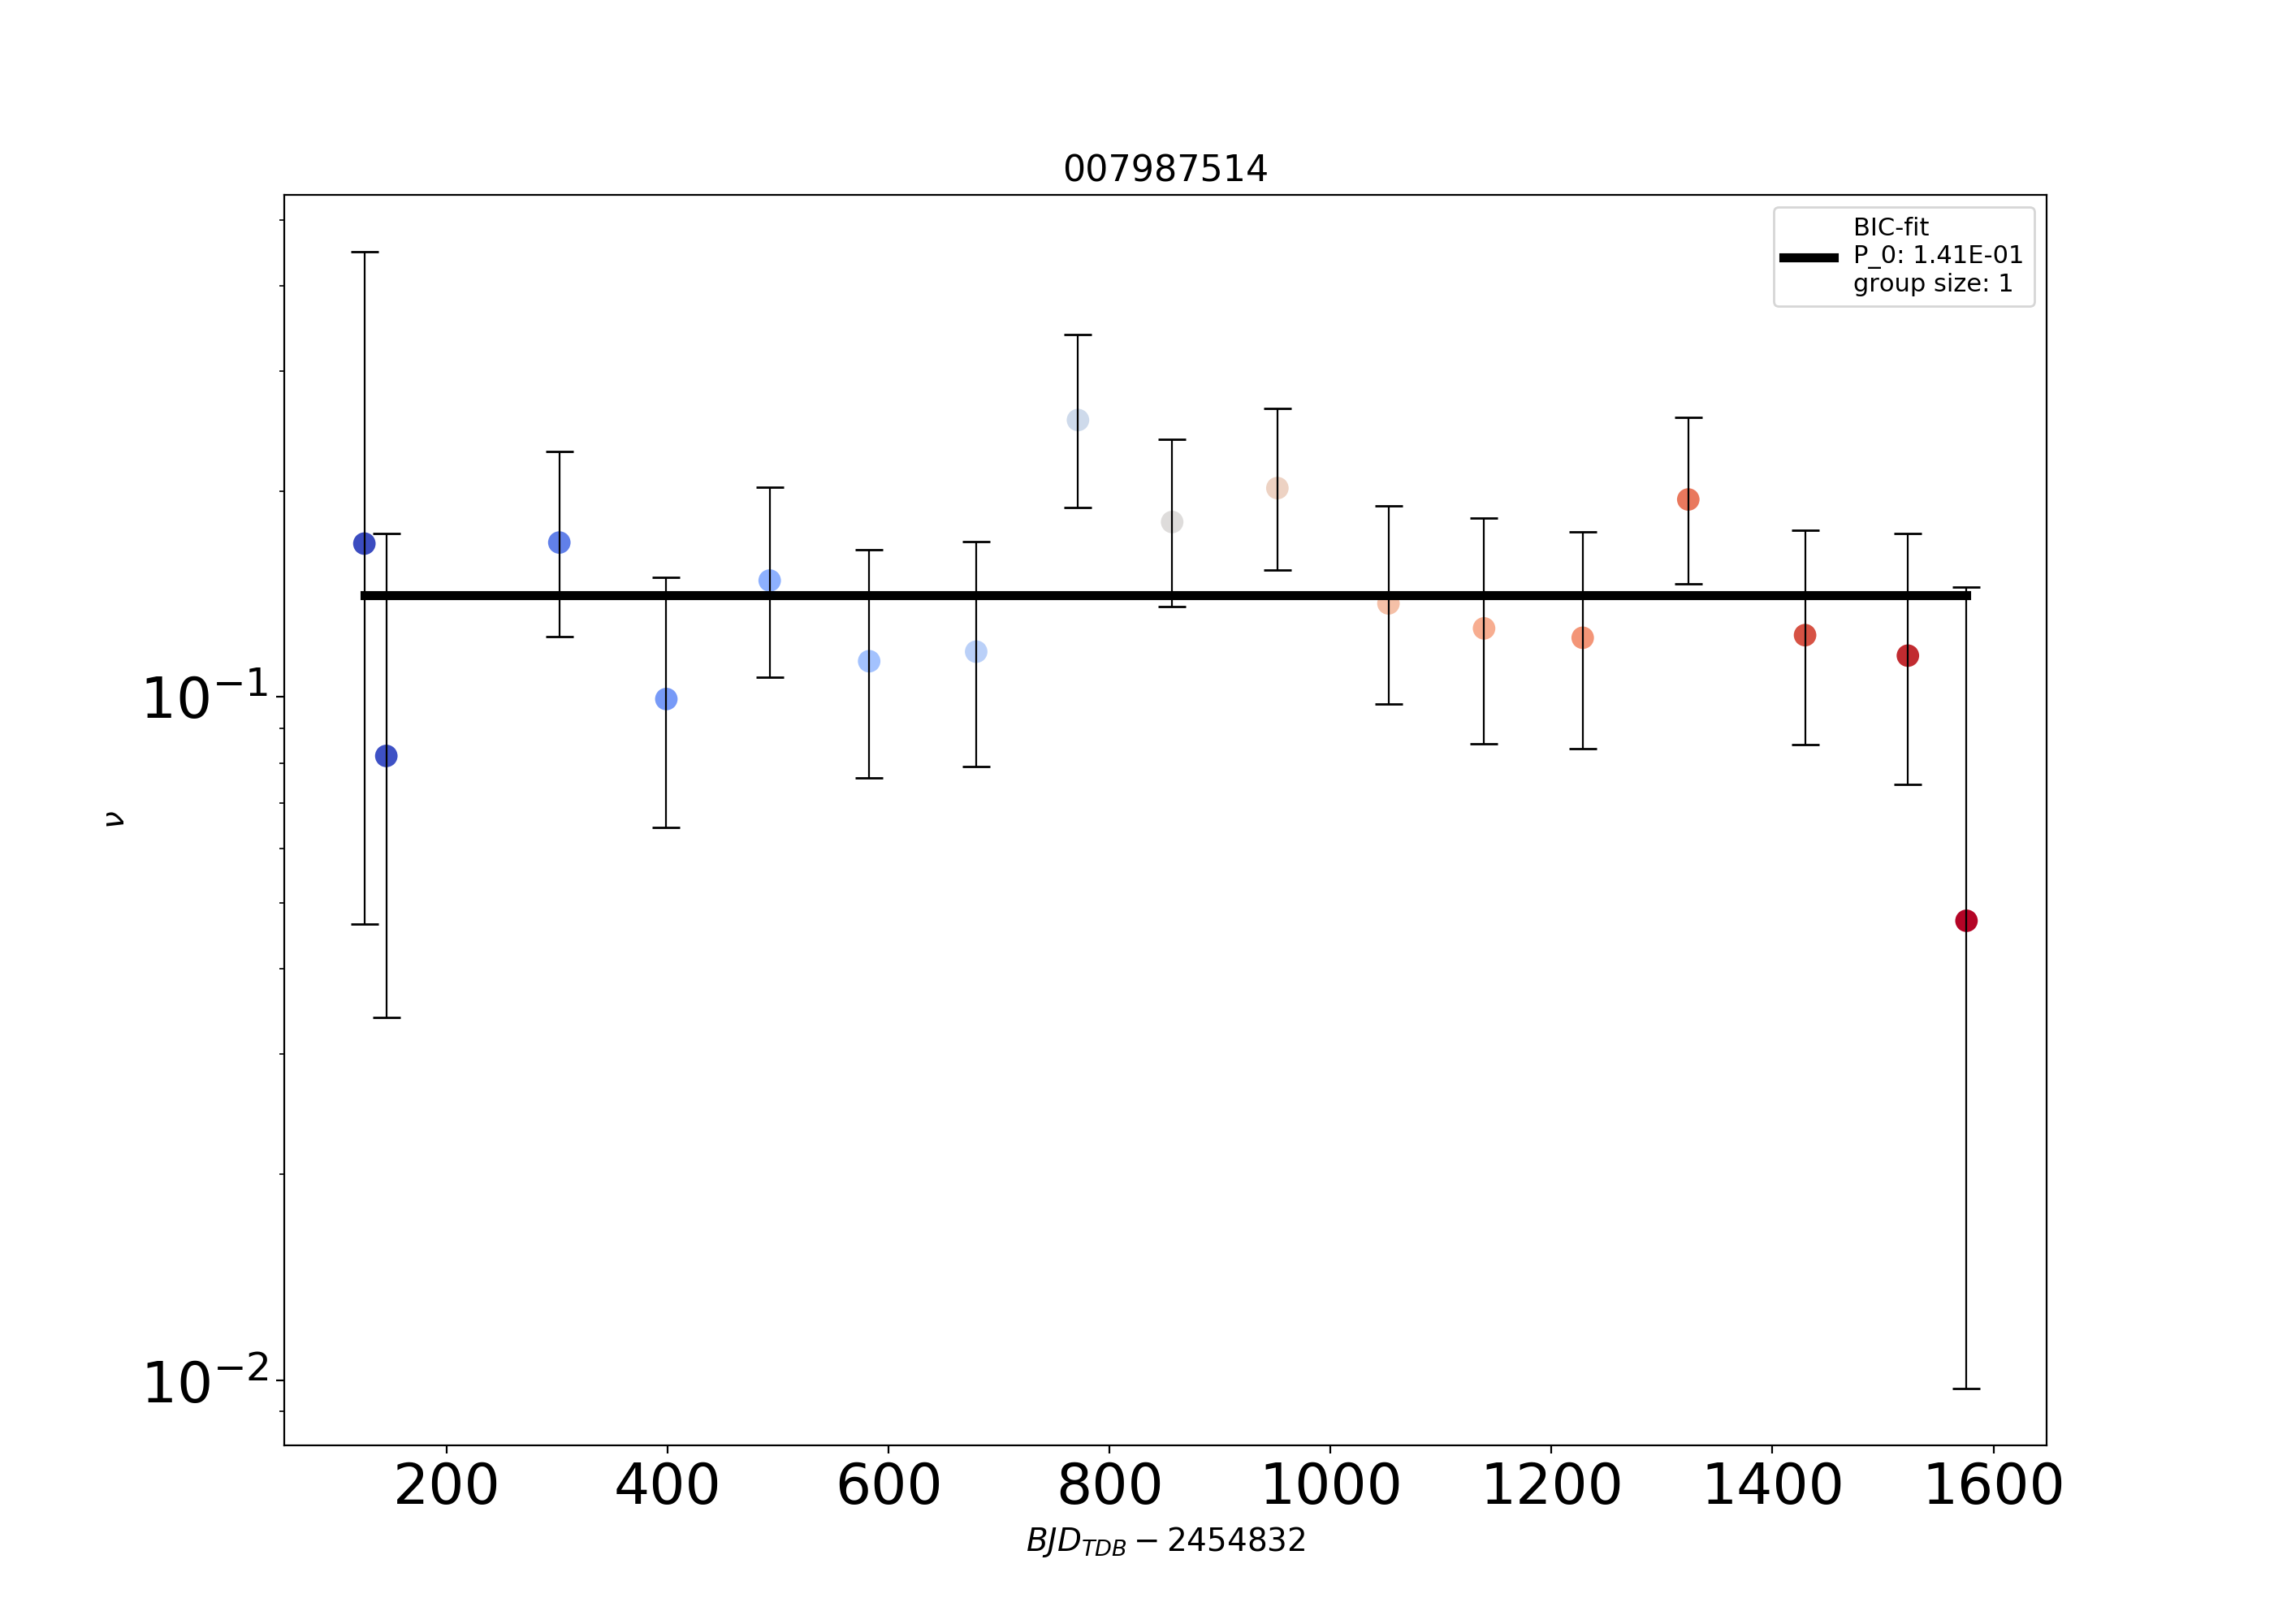 007987514
BIC-fit
P_0: 1.41E-01
group size: 1
10⁻¹
10⁻²
ν
200 400 600 800 1000 1200 1400 1600
BJD_TDB − 2454832